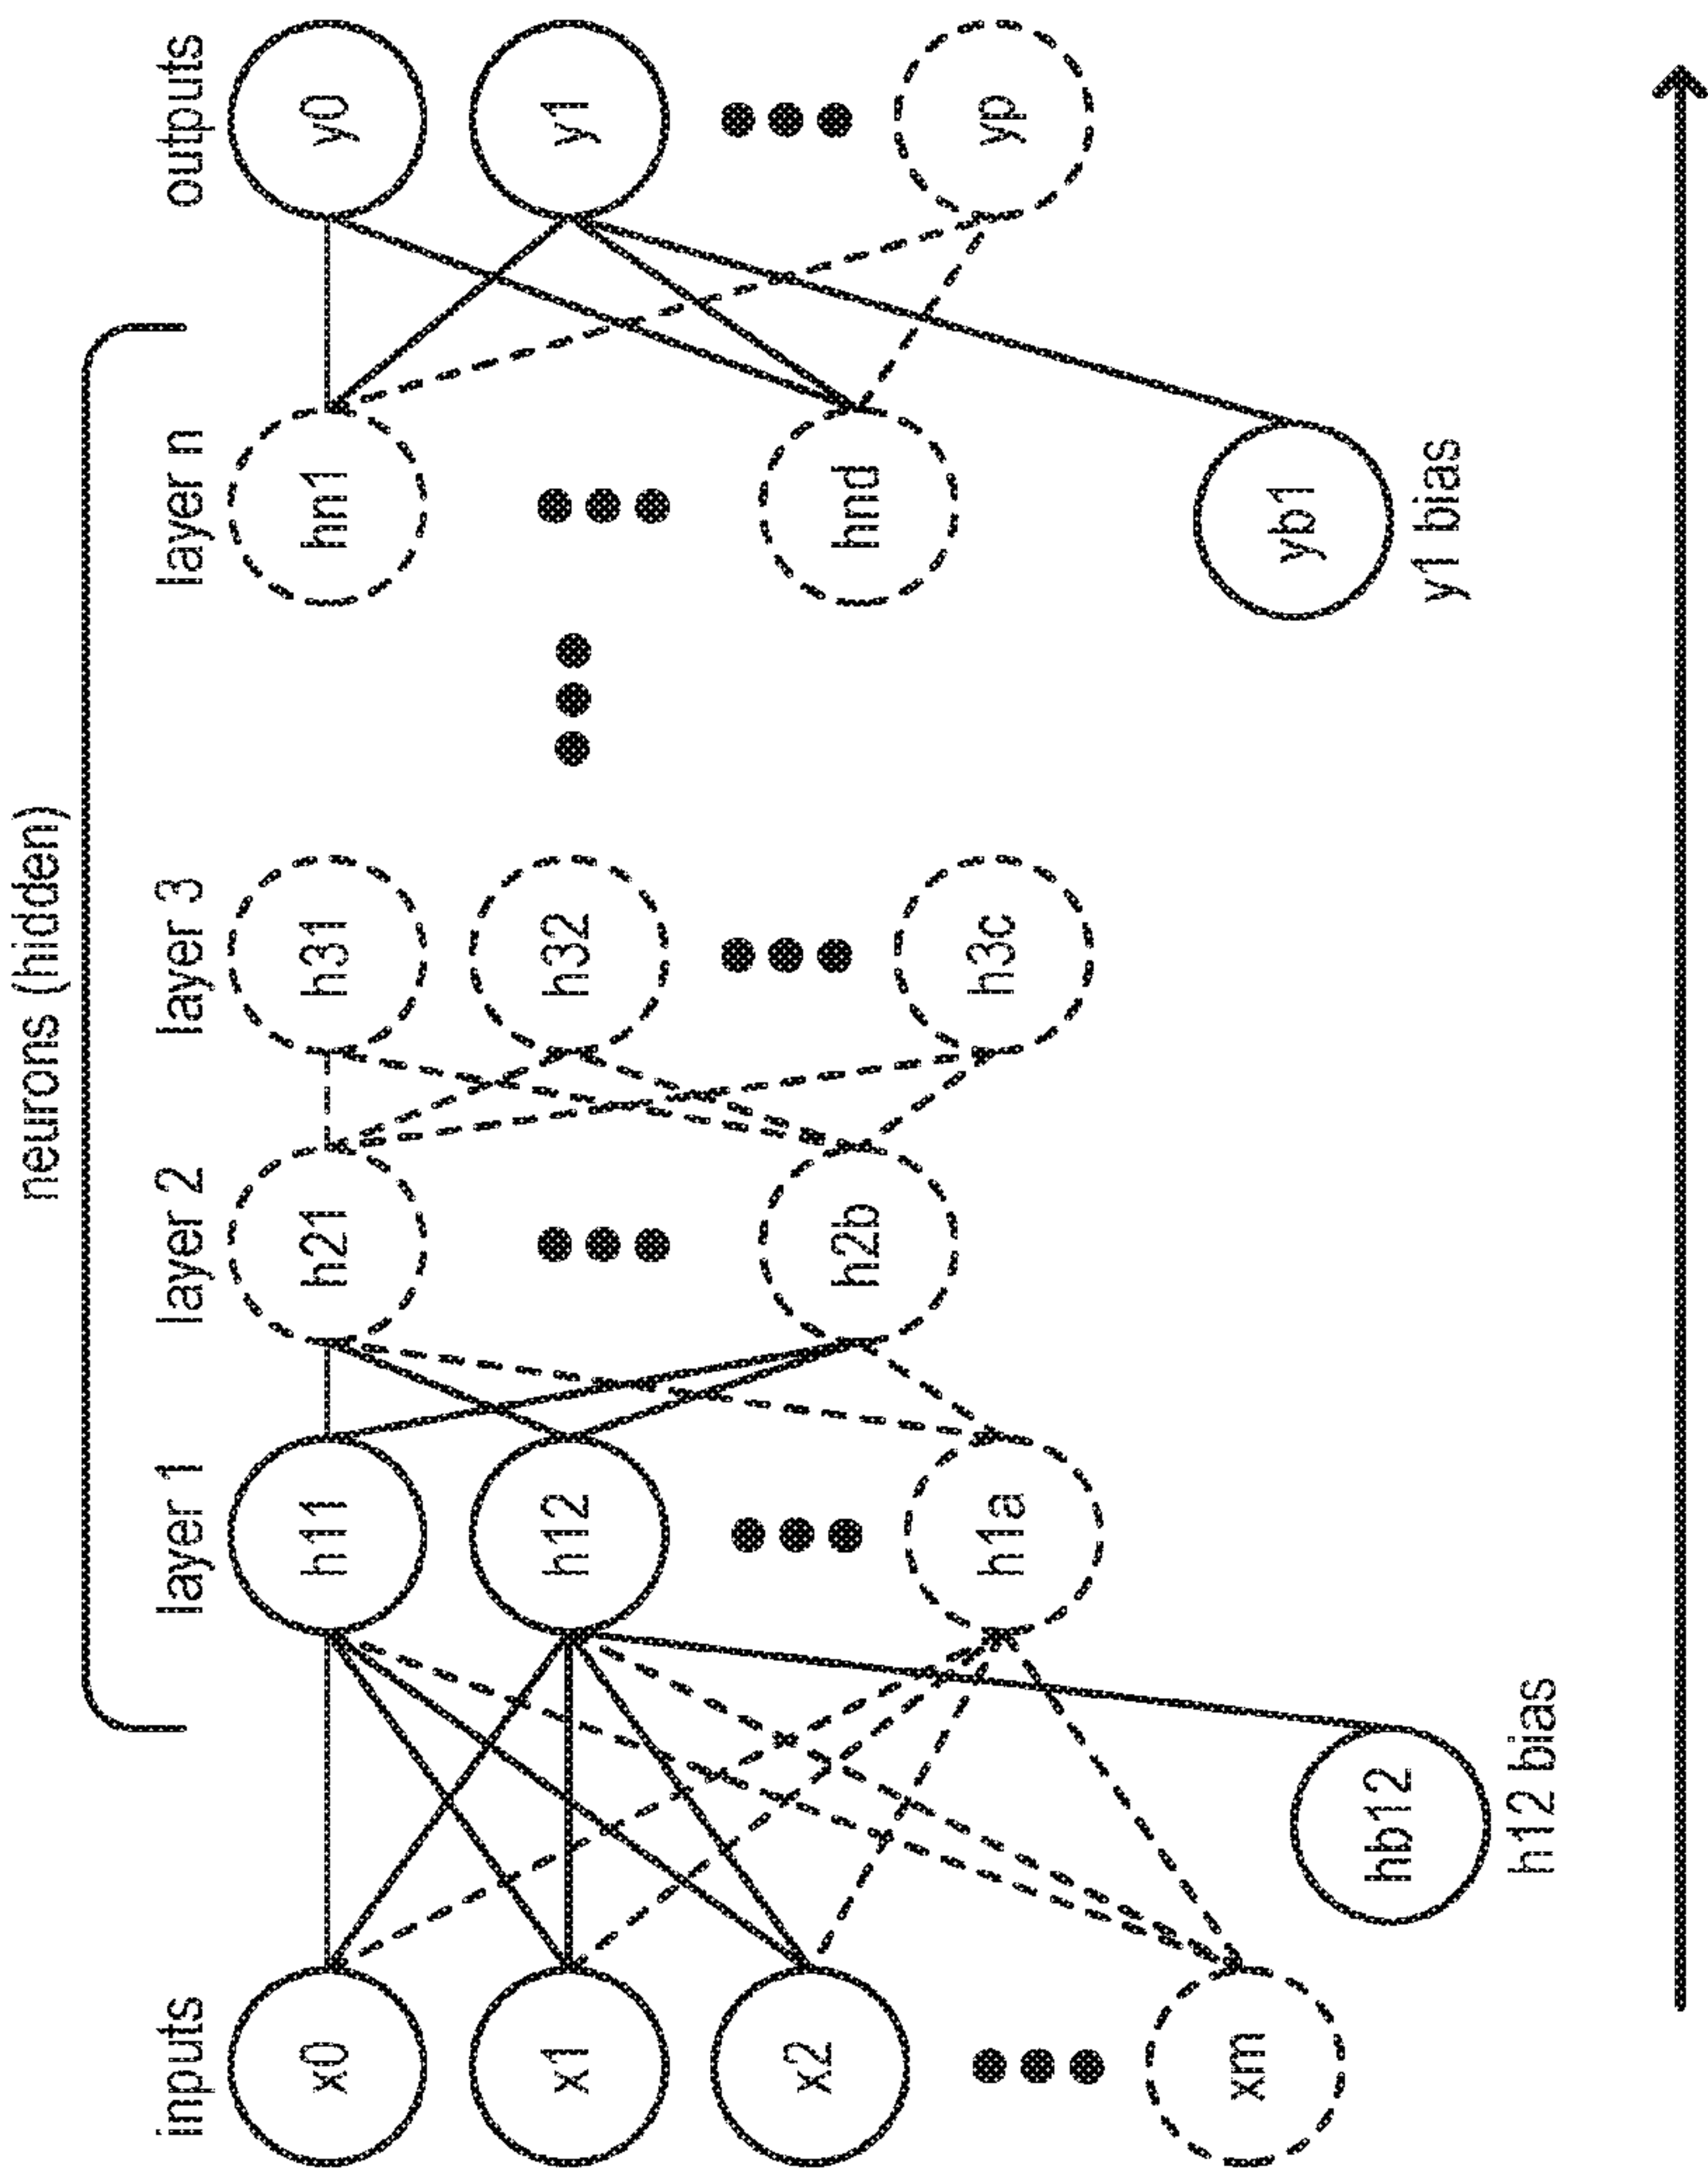 neurons (hidden)
inputs
layer 1
layer 2
layer 3
layer n
outputs
x0
h11
h21
h31
hn1
y0
x1
h12
h32
y1
x2
h2b
hnd
h1a
h3c
yp
xm
yb1
y1 bias
hb12
h12 bias